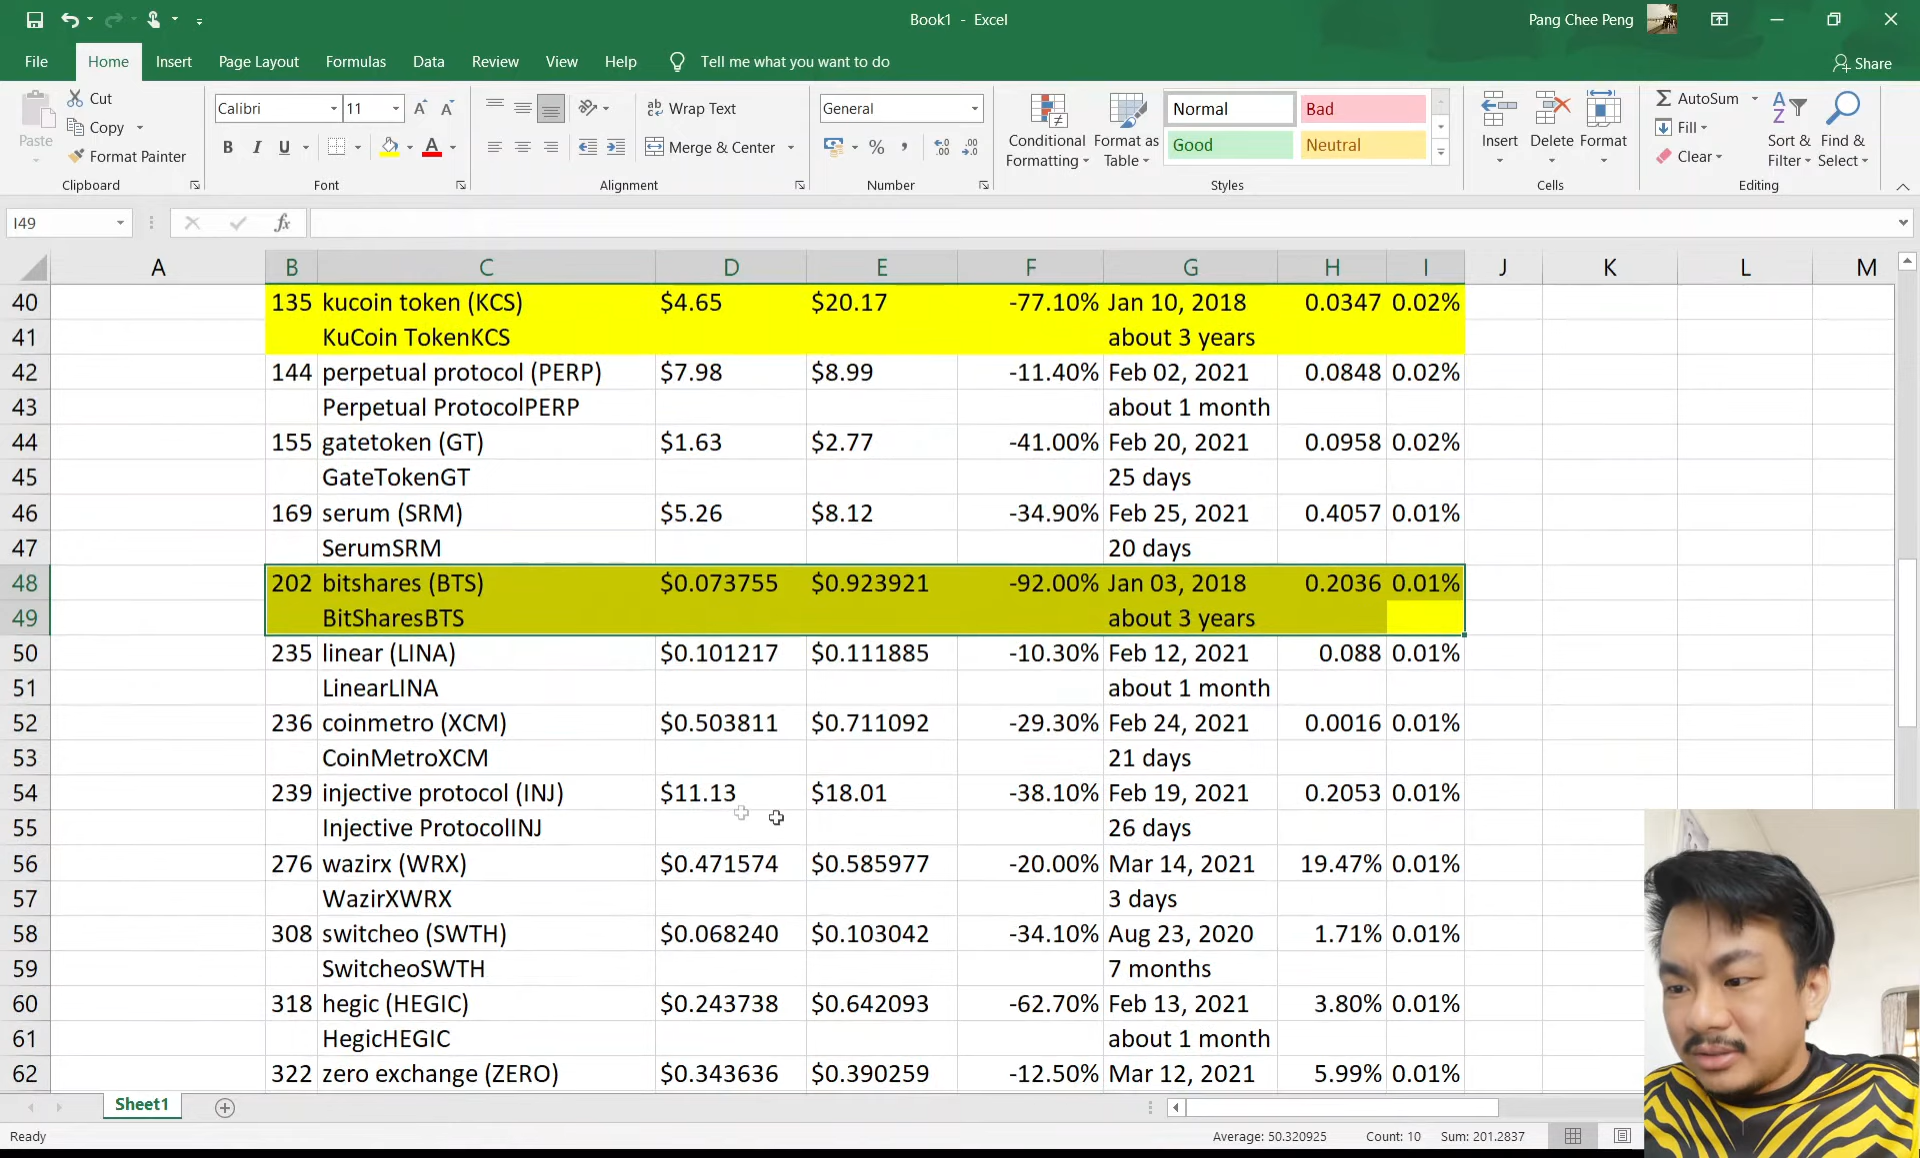 Book1 - Excel
Pang Chee Peng
File Home Insert Page Layout Formulas Data Review View Help Tell me what you want to do
Share
Paste
Cut
Copy
Format Painter
Clipboard
Calibri 11
B I U
Font
Wrap Text
Merge & Center
Alignment
General
%
Number
Conditional Formatting
Format as Table
Normal Bad
Good Neutral
Styles
Insert Delete Format
Cells
AutoSum
Fill
Clear
Sort & Filter
Find & Select
Editing
I49
fx
A B C D E F G H I J K L M
40 135 kucoin token (KCS) $4.65 $20.17 -77.10% Jan 10, 2018 0.0347 0.02%
41 KuCoin TokenKCS about 3 years
42 144 perpetual protocol (PERP) $7.98 $8.99 -11.40% Feb 02, 2021 0.0848 0.02%
43 Perpetual ProtocolPERP about 1 month
44 155 gatetoken (GT) $1.63 $2.77 -41.00% Feb 20, 2021 0.0958 0.02%
45 GateTokenGT 25 days
46 169 serum (SRM) $5.26 $8.12 -34.90% Feb 25, 2021 0.4057 0.01%
47 SerumSRM 20 days
48 202 bitshares (BTS) $0.073755 $0.923921 -92.00% Jan 03, 2018 0.2036 0.01%
49 BitSharesBTS about 3 years
50 235 linear (LINA) $0.101217 $0.111885 -10.30% Feb 12, 2021 0.088 0.01%
51 LinearLINA about 1 month
52 236 coinmetro (XCM) $0.503811 $0.711092 -29.30% Feb 24, 2021 0.0016 0.01%
53 CoinMetroXCM 21 days
54 239 injective protocol (INJ) $11.13 $18.01 -38.10% Feb 19, 2021 0.2053 0.01%
55 Injective ProtocolINJ 26 days
56 276 wazirx (WRX) $0.471574 $0.585977 -20.00% Mar 14, 2021 19.47% 0.01%
57 WazirXWRX 3 days
58 308 switcheo (SWTH) $0.068240 $0.103042 -34.10% Aug 23, 2020 1.71% 0.01%
59 SwitcheoSWTH 7 months
60 318 hegic (HEGIC) $0.243738 $0.642093 -62.70% Feb 13, 2021 3.80% 0.01%
61 HegicHEGIC about 1 month
62 322 zero exchange (ZERO) $0.343636 $0.390259 -12.50% Mar 12, 2021 5.99% 0.01%
Sheet1
Ready
Average: 50.320925 Count: 10 Sum: 201.2837